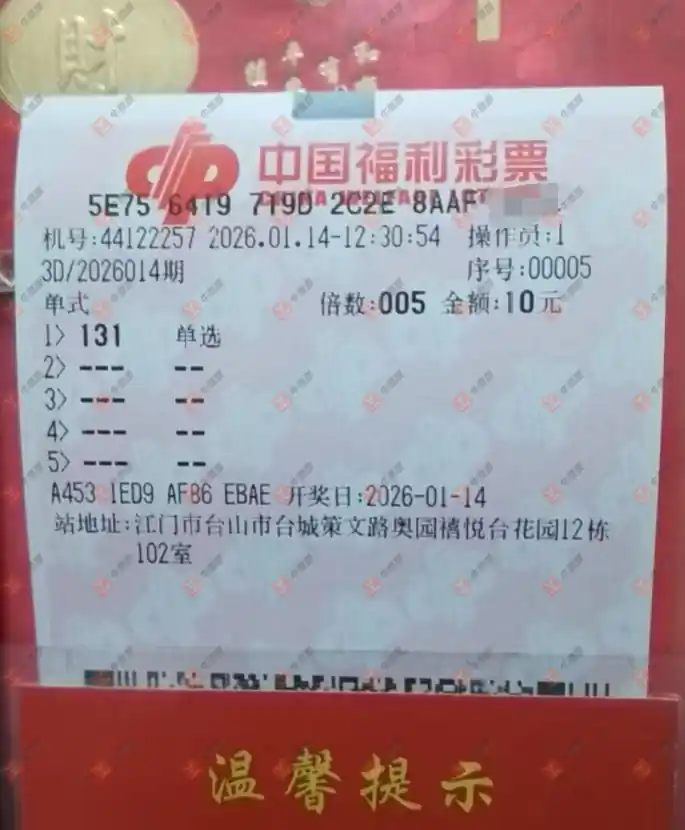 财
中国福利彩票
5E75 6419 719D 2C2E 8AAF
机号:44122257 2026.01.14-12:30:54 操作员:1
3D/2026014期 序号:00005
单式 倍数:005 金额:10元
1> 131 单选
2> --- --
3> --- --
4> --- --
5> --- --
A453 1ED9 AF86 EBAE 开奖日:2026-01-14
站地址:江门市台山市台城策文路奥园禧悦台花园12栋
102室
温馨提示